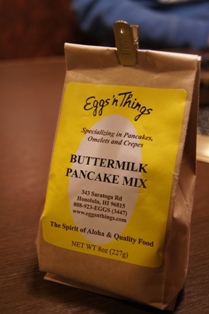 Eggs 'n Things
Specializing in Pancakes,
Omelets and Crepes
BUTTERMILK
PANCAKE MIX
343 Saratoga Rd
Honolulu, HI 96815
808-923-EGGS (3447)
www.eggsnthings.com
The Spirit of Aloha & Quality Food
NET WT 8oz (227g)